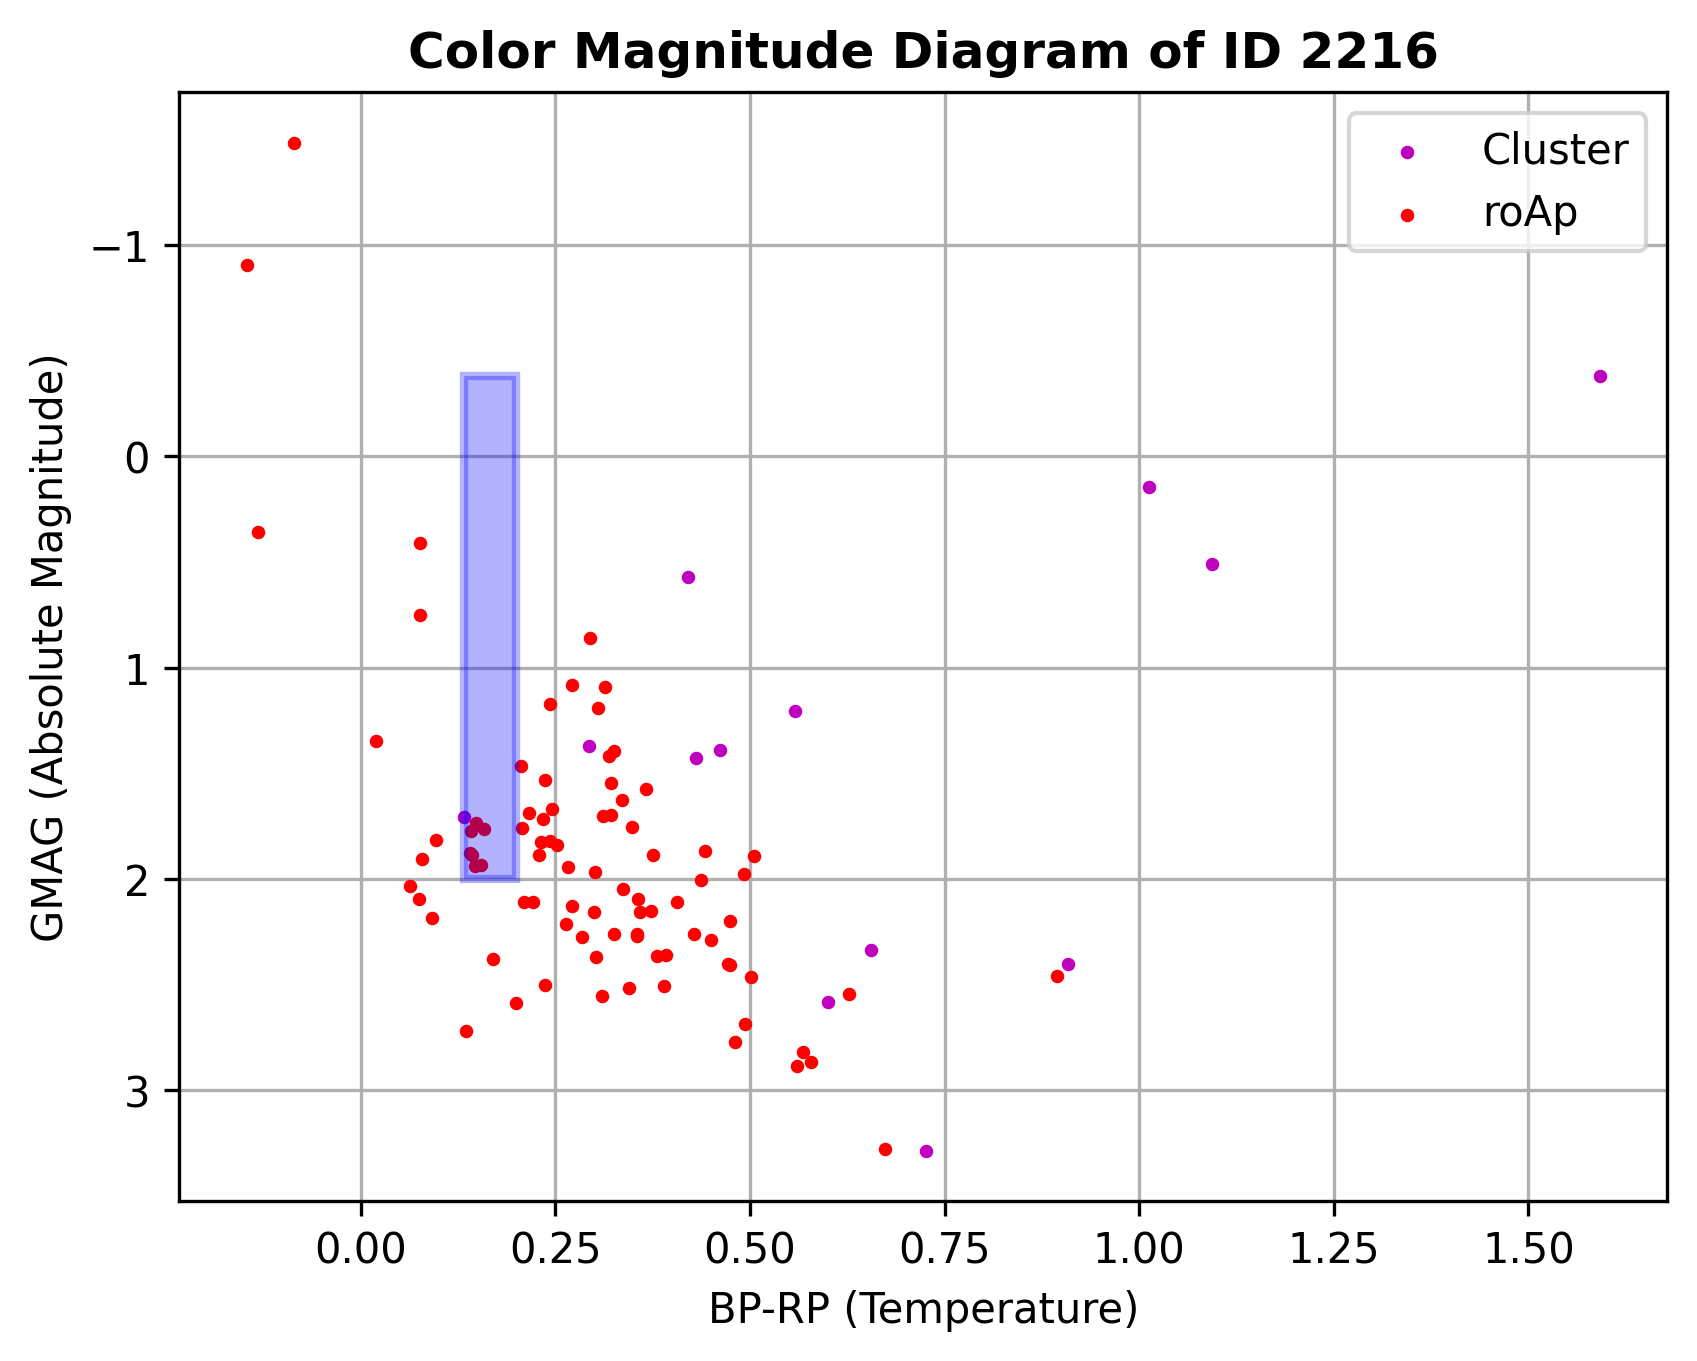 Color Magnitude Diagram of ID 2216
Cluster
roAp
GMAG (Absolute Magnitude)
−1
0
1
2
3
0.00 0.25 0.50 0.75 1.00 1.25 1.50
BP-RP (Temperature)